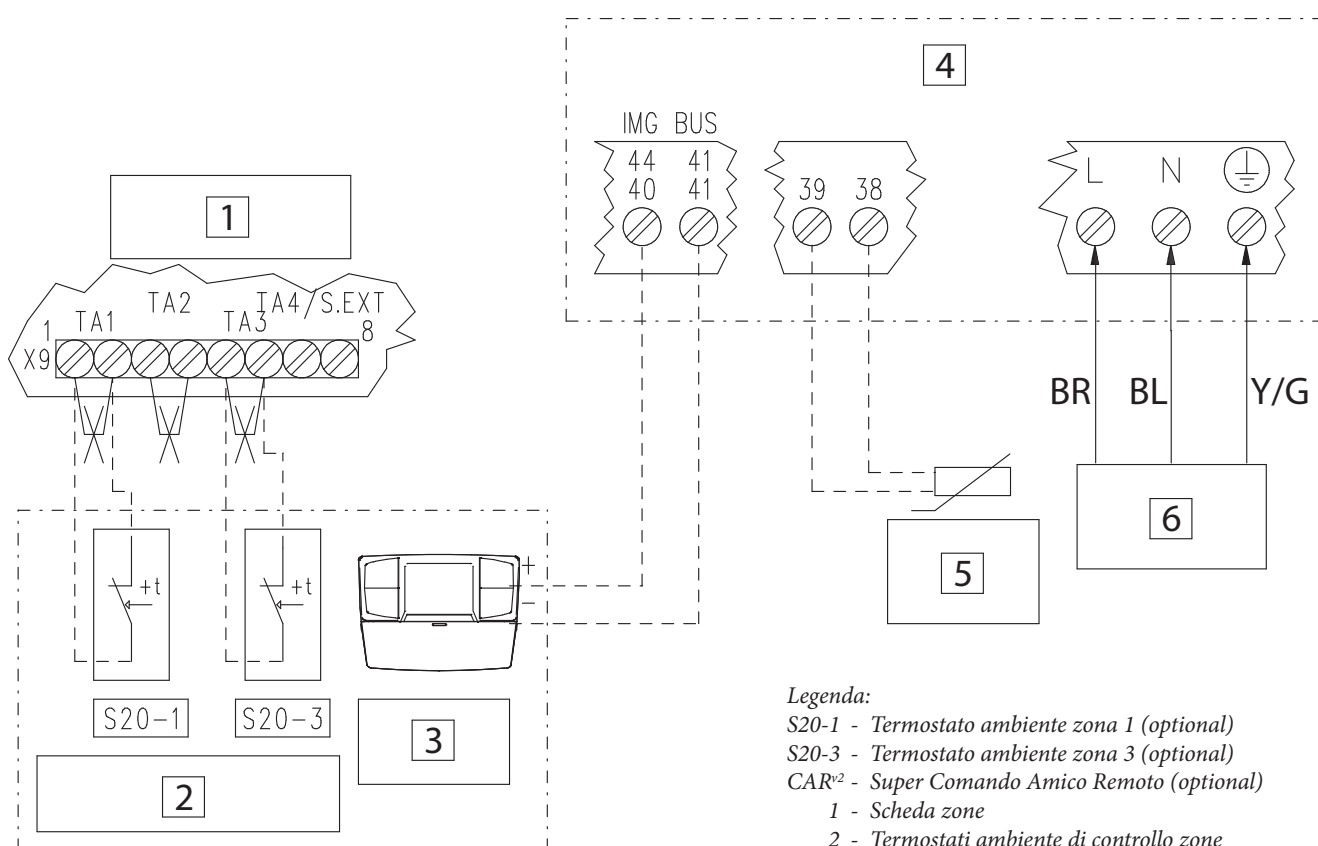 4
IMG BUS
44 41
40 41
39 38
L N
1
TA1 TA2 TA3 TA4/S.EXT
1 8
X9
BR BL Y/G
+t +t
+
-
S20-1 S20-3
3
2
5
6
Legenda:
S20-1 - Termostato ambiente zona 1 (optional)
S20-3 - Termostato ambiente zona 3 (optional)
CARv2 - Super Comando Amico Remoto (optional)
1 - Scheda zone
2 - Termostati ambiente di controllo zone